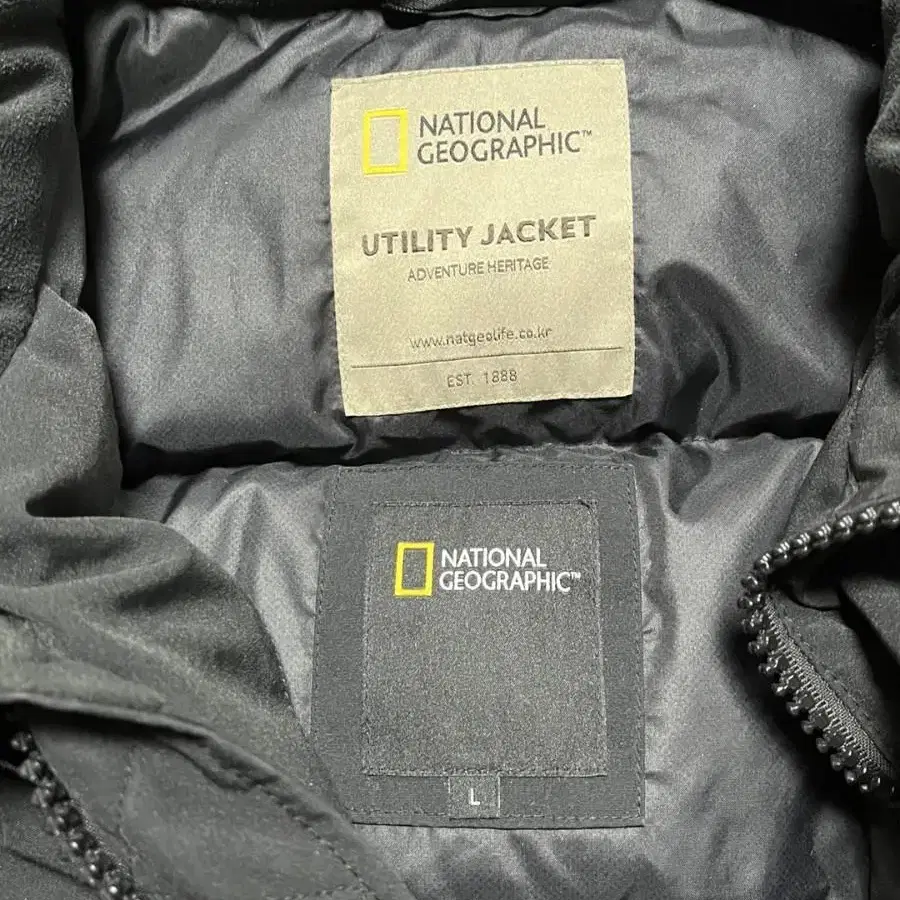 NATIONAL
GEOGRAPHIC™
UTILITY JACKET
ADVENTURE HERITAGE
www.natgeolife.co.kr
EST. 1888
NATIONAL
GEOGRAPHIC™
L